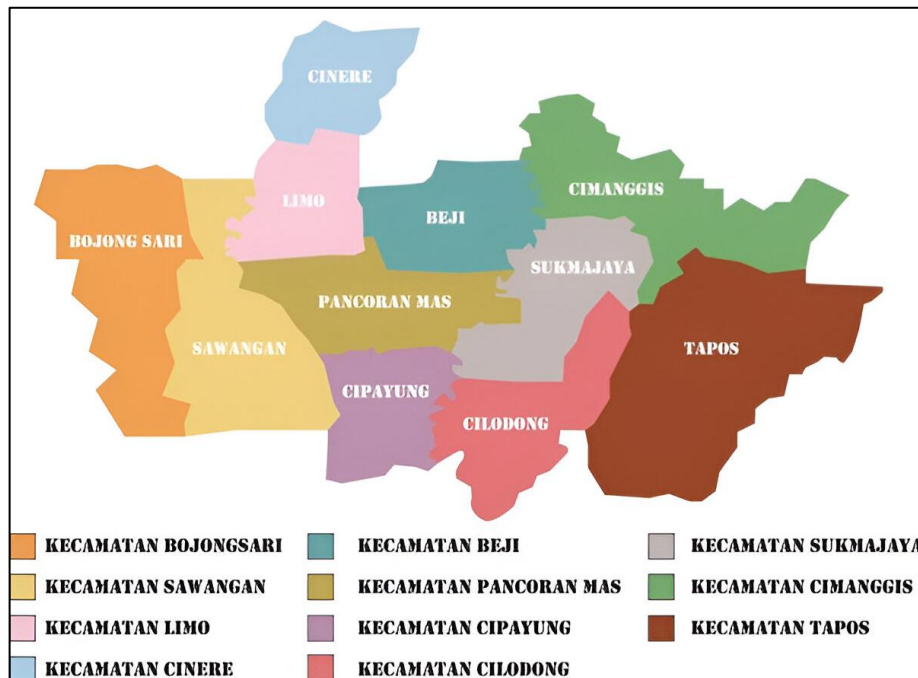 CINERE
LIMO
CIMANGGIS
BEJI
BOJONG SARI
SUKMAJAYA
PANCORAN MAS
SAWANGAN
TAPOS
CIPAYUNG
CILODONG
KECAMATAN BOJONGSARI
KECAMATAN SAWANGAN
KECAMATAN LIMO
KECAMATAN CINERE
KECAMATAN BEJI
KECAMATAN PANCORAN MAS
KECAMATAN CIPAYUNG
KECAMATAN CILODONG
KECAMATAN SUKMAJAYA
KECAMATAN CIMANGGIS
KECAMATAN TAPOS